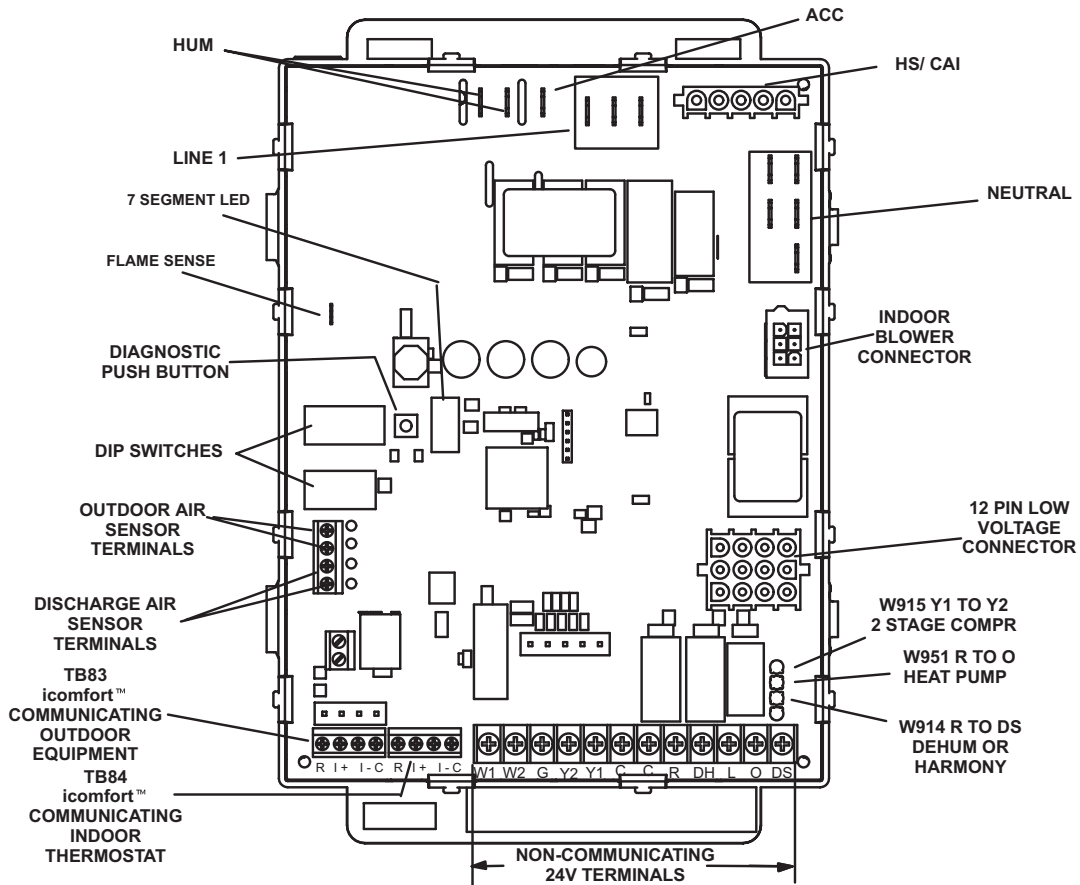 ACC
HUM
HS/ CAI
LINE 1
7 SEGMENT LED
NEUTRAL
FLAME SENSE
INDOOR
BLOWER
CONNECTOR
DIAGNOSTIC
PUSH BUTTON
DIP SWITCHES
OUTDOOR AIR
SENSOR
TERMINALS
12 PIN LOW
VOLTAGE
CONNECTOR
DISCHARGE AIR
SENSOR
TERMINALS
W915 Y1 TO Y2
2 STAGE COMPR
W951 R TO O
HEAT PUMP
W914 R TO DS
DEHUM OR
HARMONY
TB83
icomfort™
COMMUNICATING
OUTDOOR
EQUIPMENT
TB84
icomfort™
COMMUNICATING
INDOOR
THERMOSTAT
R I+ I- C R I+ I- C
W1 W2 G Y2 Y1 C C R DH L O DS
NON-COMMUNICATING
24V TERMINALS